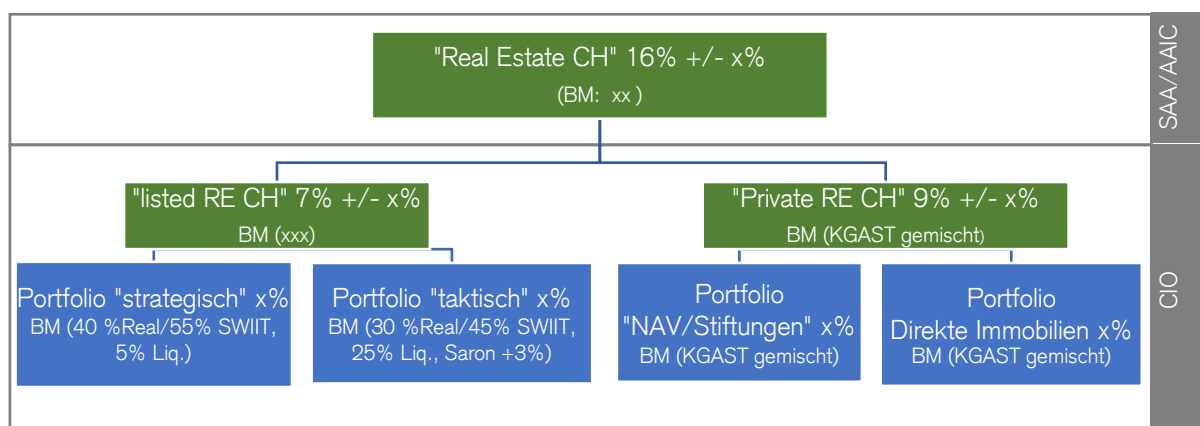 "Real Estate CH" 16% +/- x%
(BM:  xx )
SAA/AAIC
"listed RE CH" 7% +/- x%
BM (xxx)
"Private RE CH" 9% +/- x%
BM (KGAST gemischt)
Portfolio "strategisch" x%
BM (40 %Real/55% SWIIT,
5% Liq.)
Portfolio "taktisch" x%
BM (30 %Real/45% SWIIT,
25% Liq., Saron +3%)
Portfolio
"NAV/Stiftungen" x%
BM (KGAST gemischt)
Portfolio
Direkte Immobilien x%
BM (KGAST gemischt)
CIO